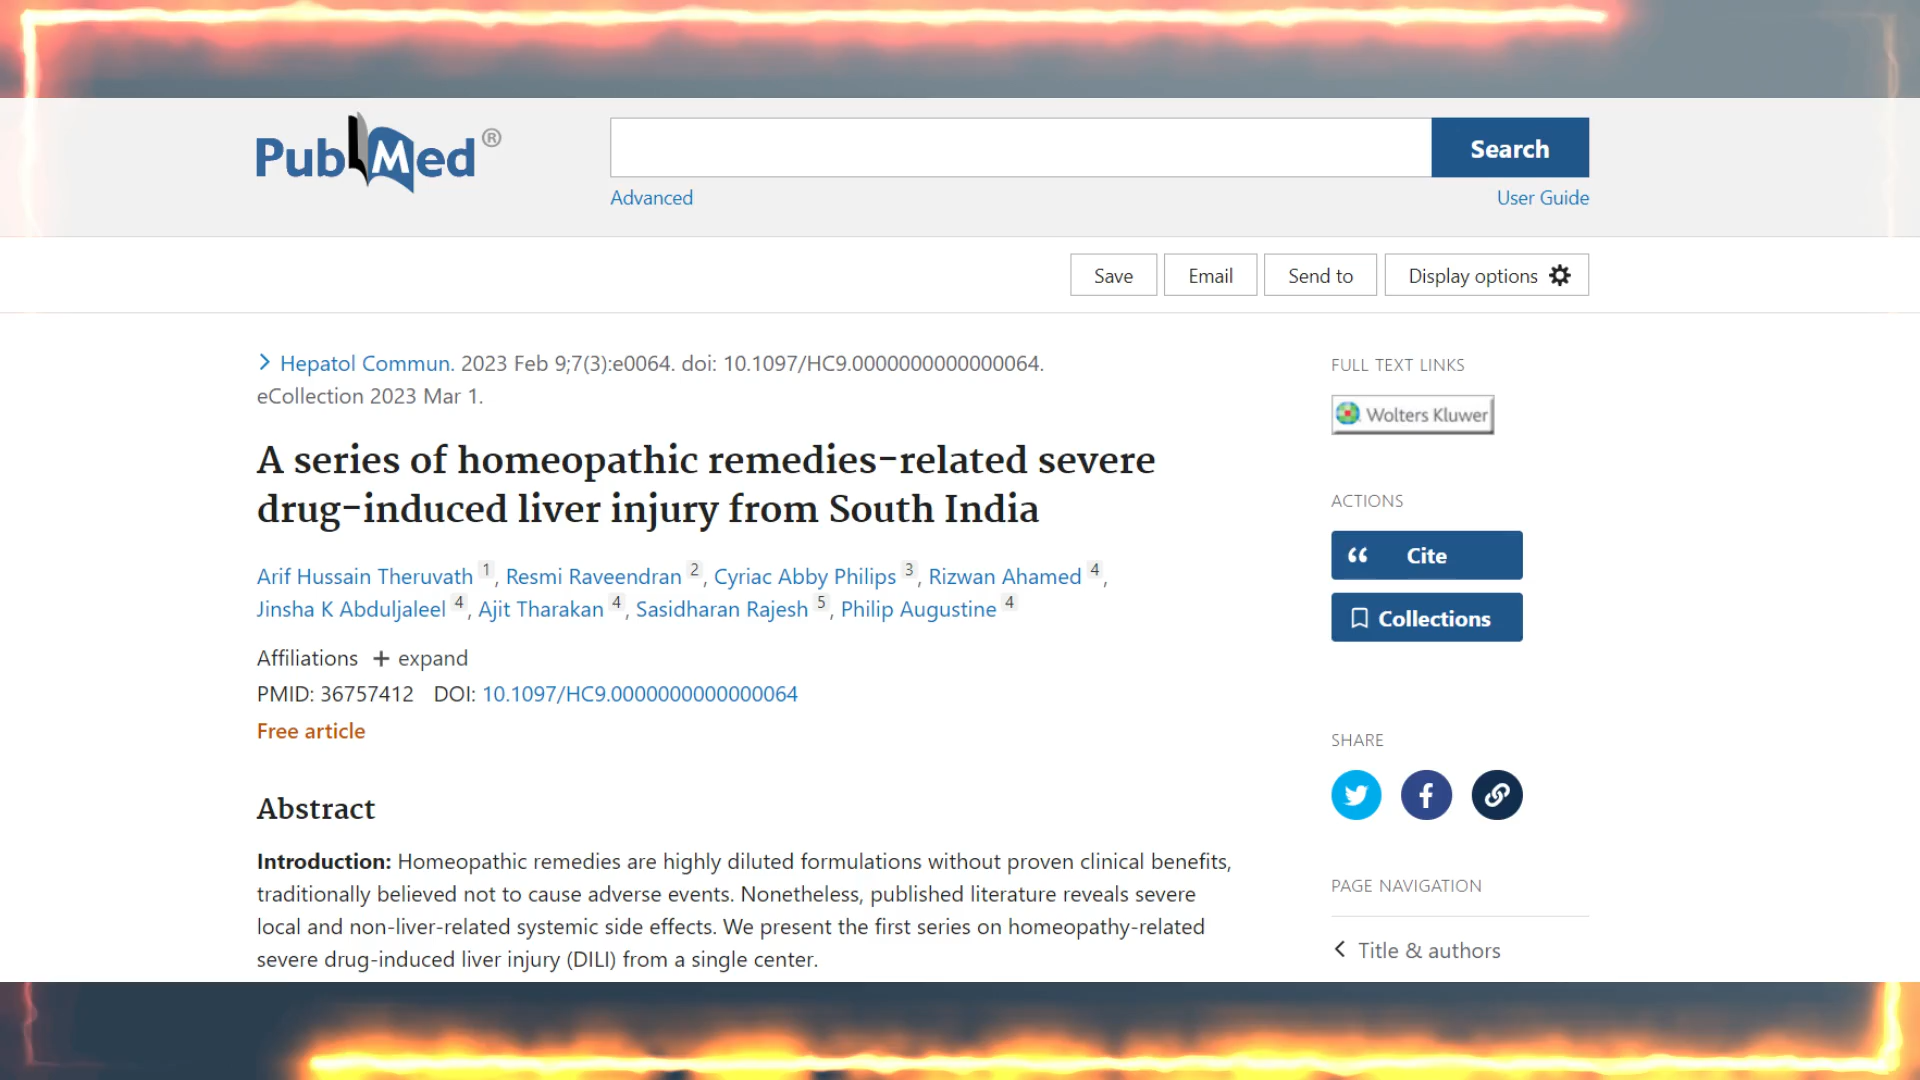 PubMed®
Search
Advanced
User Guide
Save
Email
Send to
Display options
Hepatol Commun. 2023 Feb 9;7(3):e0064. doi: 10.1097/HC9.0000000000000064.
eCollection 2023 Mar 1.
A series of homeopathic remedies-related severe
drug-induced liver injury from South India
Arif Hussain Theruvath 1, Resmi Raveendran 2, Cyriac Abby Philips 3, Rizwan Ahamed 4,
Jinsha K Abduljaleel 4, Ajit Tharakan 4, Sasidharan Rajesh 5, Philip Augustine 4
Affiliations + expand
PMID: 36757412 DOI: 10.1097/HC9.0000000000000064
Free article
Abstract
Introduction: Homeopathic remedies are highly diluted formulations without proven clinical benefits,
traditionally believed not to cause adverse events. Nonetheless, published literature reveals severe
local and non-liver-related systemic side effects. We present the first series on homeopathy-related
severe drug-induced liver injury (DILI) from a single center.
FULL TEXT LINKS
Wolters Kluwer
ACTIONS
Cite
Collections
SHARE
PAGE NAVIGATION
Title & authors